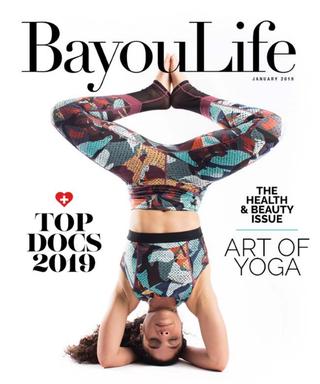 BayouLife
JANUARY 2019
TOP
DOCS
2019
THE
HEALTH
& BEAUTY
ISSUE
ART OF
YOGA